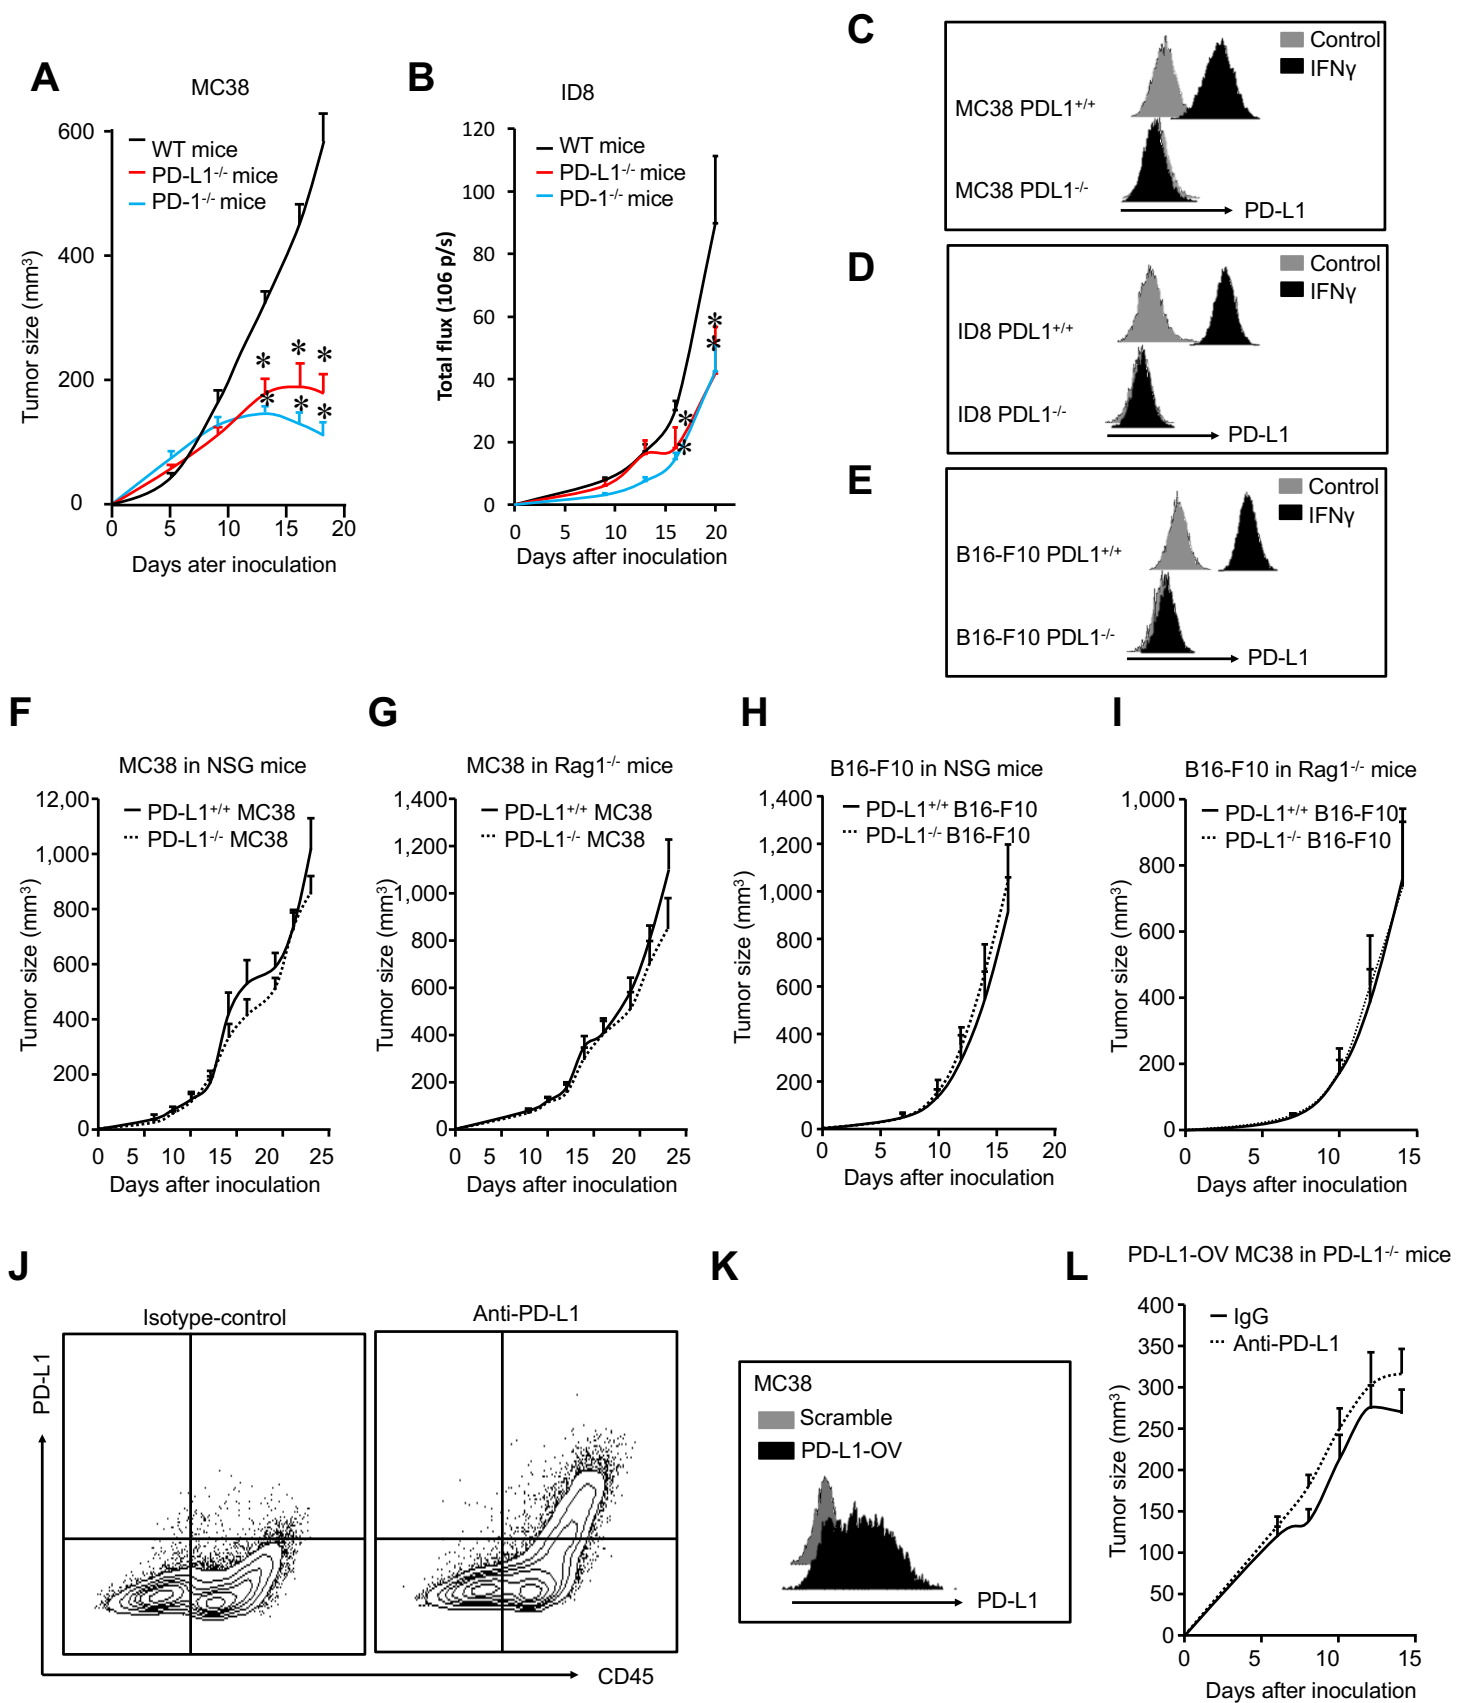 A
MC38
600
400
200
0
0 5 10 15 20
Tumor size (mm³)
Days ater inoculation
WT mice
PD-L1⁻/⁻ mice
PD-1⁻/⁻ mice
* * *
* * *
B
ID8
120
100
80
60
40
20
0
0 5 10 15 20
Total flux (106 p/s)
Days after inoculation
WT mice
PD-L1⁻/⁻ mice
PD-1⁻/⁻ mice
* *
* *
C
Control
IFNγ
MC38 PDL1⁺/⁺
MC38 PDL1⁻/⁻
PD-L1
D
Control
IFNγ
ID8 PDL1⁺/⁺
ID8 PDL1⁻/⁻
PD-L1
E
Control
IFNγ
B16-F10 PDL1⁺/⁺
B16-F10 PDL1⁻/⁻
PD-L1
F
MC38 in NSG mice
12,00
1,000
800
600
400
200
0
0 5 10 15 20 25
Tumor size (mm³)
Days after inoculation
PD-L1⁺/⁺ MC38
PD-L1⁻/⁻ MC38
G
MC38 in Rag1⁻/⁻ mice
1,400
1,200
1,000
800
600
400
200
0
0 5 10 15 20 25
Tumor size (mm³)
Days after inoculation
PD-L1⁺/⁺ MC38
PD-L1⁻/⁻ MC38
H
B16-F10 in NSG mice
1,400
1,200
1,000
800
600
400
200
0
0 5 10 15 20
Tumor size (mm³)
Days after inoculation
PD-L1⁺/⁺ B16-F10
PD-L1⁻/⁻ B16-F10
I
B16-F10 in Rag1⁻/⁻ mice
1,000
800
600
400
200
0
0 5 10 15
Tumor size (mm³)
Days after inoculation
PD-L1⁺/⁺ B16-F10
PD-L1⁻/⁻ B16-F10
J
Isotype-control
Anti-PD-L1
PD-L1
CD45
K
MC38
Scramble
PD-L1-OV
PD-L1
L
PD-L1-OV MC38 in PD-L1⁻/⁻ mice
400
350
300
250
200
150
100
50
0
0 5 10 15
Tumor size (mm³)
Days after inoculation
IgG
Anti-PD-L1